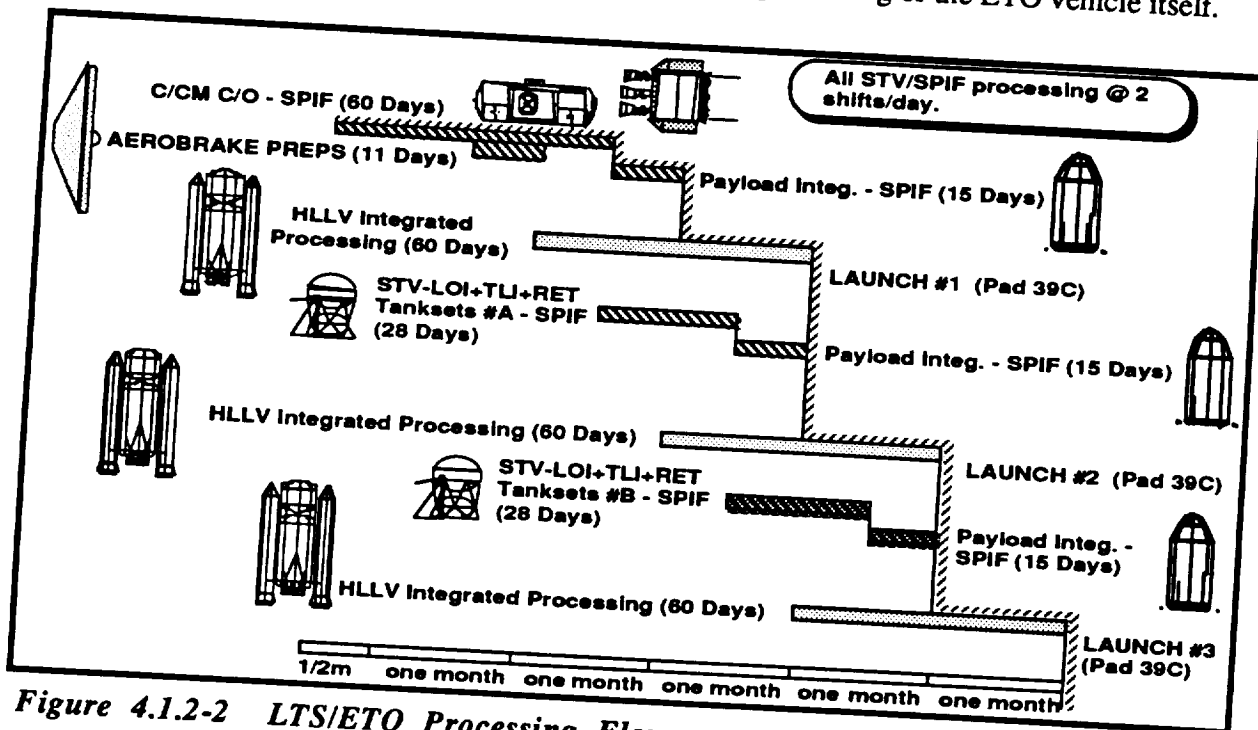 the ETO vehicle itself.
All STV/SPIF processing @ 2
shifts/day.
C/CM C/O - SPIF (60 Days)
AEROBRAKE PREPS (11 Days)
Payload Integ. - SPIF (15 Days)
HLLV Integrated
Processing (60 Days)
LAUNCH #1 (Pad 39C)
STV-LOI+TLI+RET
Tanksets #A - SPIF
(28 Days)
Payload Integ. - SPIF (15 Days)
HLLV Integrated Processing (60 Days)
LAUNCH #2 (Pad 39C)
STV-LOI+TLI+RET
Tanksets #B - SPIF
(28 Days)
Payload Integ. -
SPIF (15 Days)
HLLV Integrated Processing (60 Days)
LAUNCH #3
(Pad 39C)
1/2m one month one month one month one month one month
Figure 4.1.2-2 LTS/ETO Processing